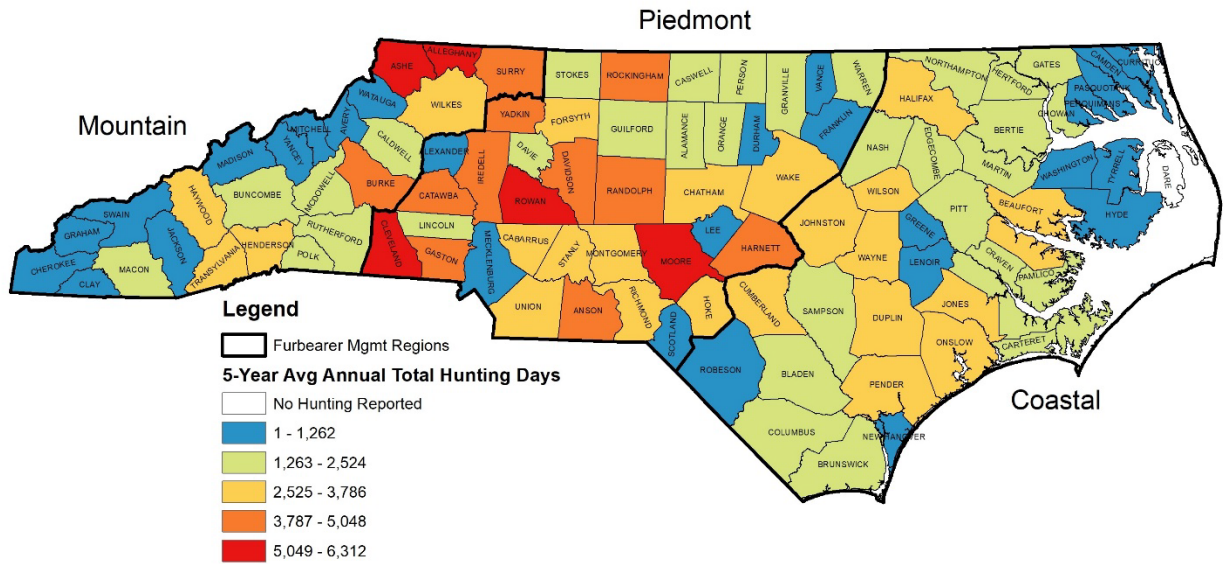 Piedmont
Mountain
Coastal
ASHE
ALLEGHANY
SURRY
STOKES
ROCKINGHAM
CASWELL
PERSON
GRANVILLE
VANCE
WARREN
NORTHAMPTON
HERTFORD
GATES
CAMDEN
CURRITUCK
PASQUOTANK
PERQUIMANS
CHOWAN
HALIFAX
BERTIE
WATAUGA
WILKES
YADKIN
FORSYTH
GUILFORD
ALAMANCE
ORANGE
DURHAM
FRANKLIN
NASH
EDGECOMBE
MARTIN
WASHINGTON
TYRRELL
DARE
MITCHELL
AVERY
YANCEY
MADISON
CALDWELL
ALEXANDER
IREDELL
DAVIE
DAVIDSON
RANDOLPH
CHATHAM
WAKE
WILSON
PITT
BEAUFORT
HYDE
HAYWOOD
BUNCOMBE
MCDOWELL
BURKE
CATAWBA
ROWAN
LEE
HARNETT
JOHNSTON
GREENE
WAYNE
LENOIR
CRAVEN
PAMLICO
SWAIN
GRAHAM
CHEROKEE
CLAY
MACON
JACKSON
TRANSYLVANIA
HENDERSON
POLK
RUTHERFORD
CLEVELAND
LINCOLN
GASTON
MECKLENBURG
CABARRUS
STANLY
MONTGOMERY
MOORE
UNION
ANSON
RICHMOND
HOKE
SCOTLAND
CUMBERLAND
SAMPSON
DUPLIN
JONES
ONSLOW
CARTERET
ROBESON
BLADEN
PENDER
COLUMBUS
BRUNSWICK
NEW HANOVER
Legend
Furbearer Mgmt Regions
5-Year Avg Annual Total Hunting Days
No Hunting Reported
1 - 1,262
1,263 - 2,524
2,525 - 3,786
3,787 - 5,048
5,049 - 6,312